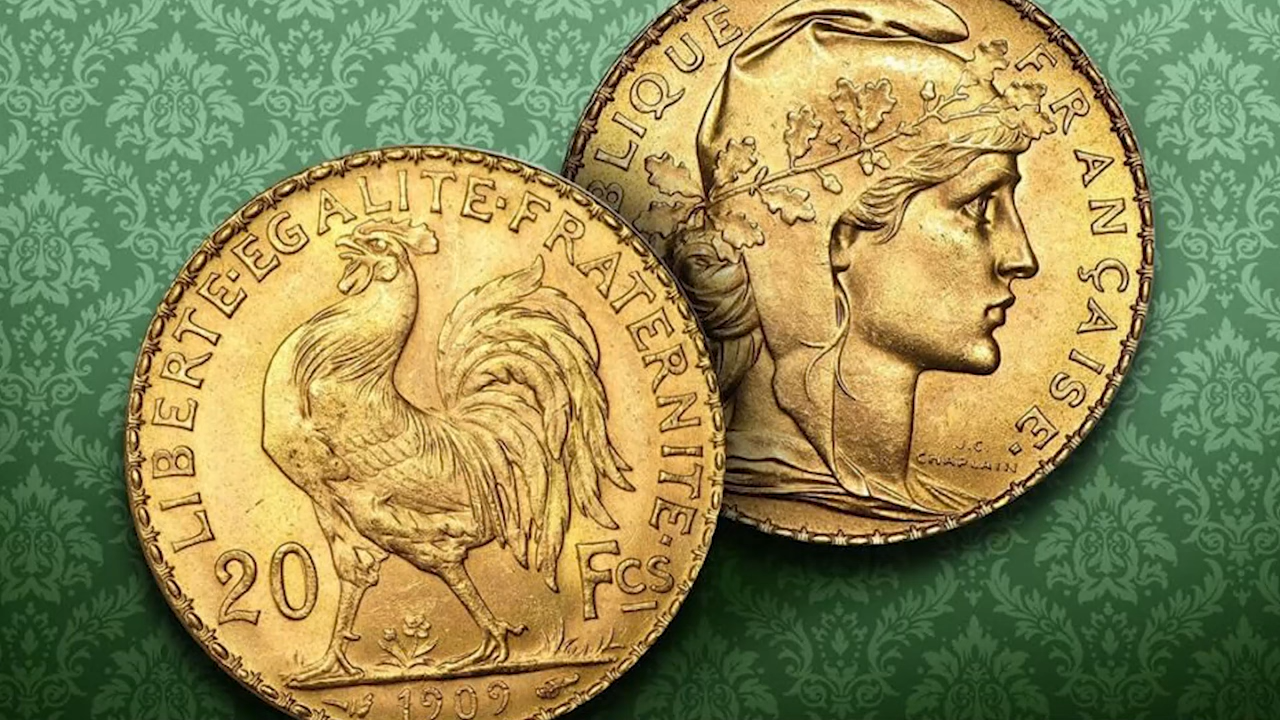 LIBERTE·EGALITE·FRATERNITE·
20 Fcs
1909
BLIQUE FRANÇAISE·
J.C.
CHAPLAIN